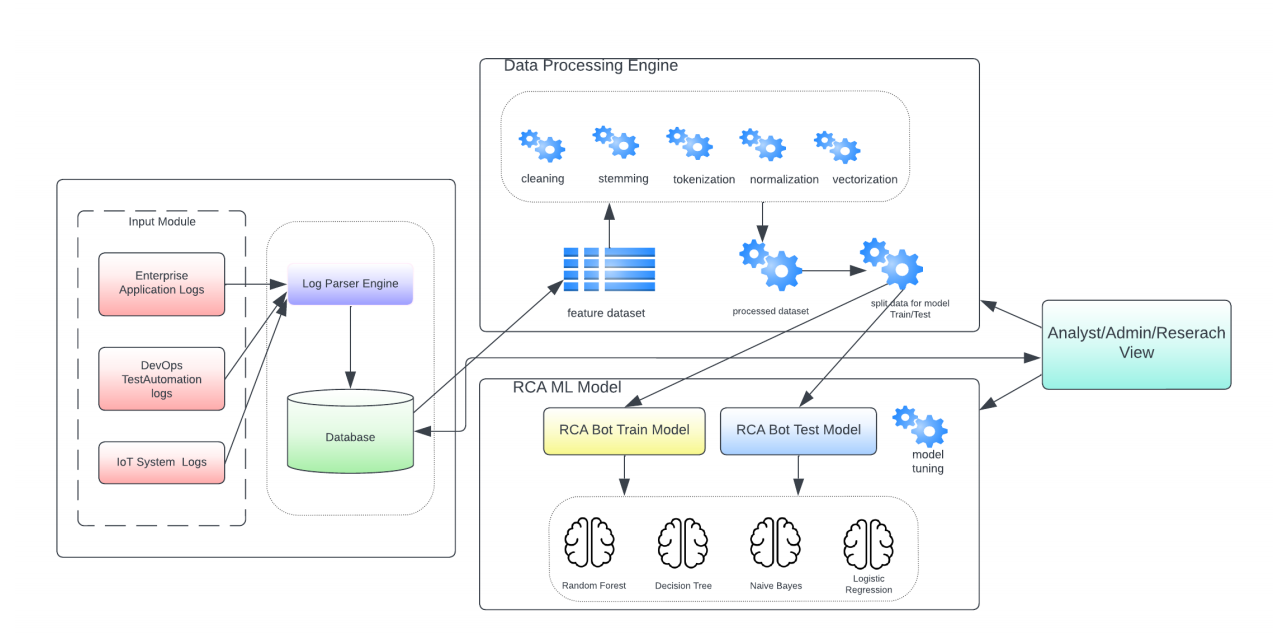 Data Processing Engine
cleaning
stemming
tokenization
normalization
vectorization
feature dataset
processed dataset
split data for model
Train/Test
Input Module
Enterprise
Application Logs
DevOps
TestAutomation
logs
IoT System  Logs
Log Parser Engine
Database
Analyst/Admin/Reserach
View
RCA ML Model
RCA Bot Train Model
RCA Bot Test Model
model
tuning
Random Forest
Decision Tree
Naive Bayes
Logistic
Regression